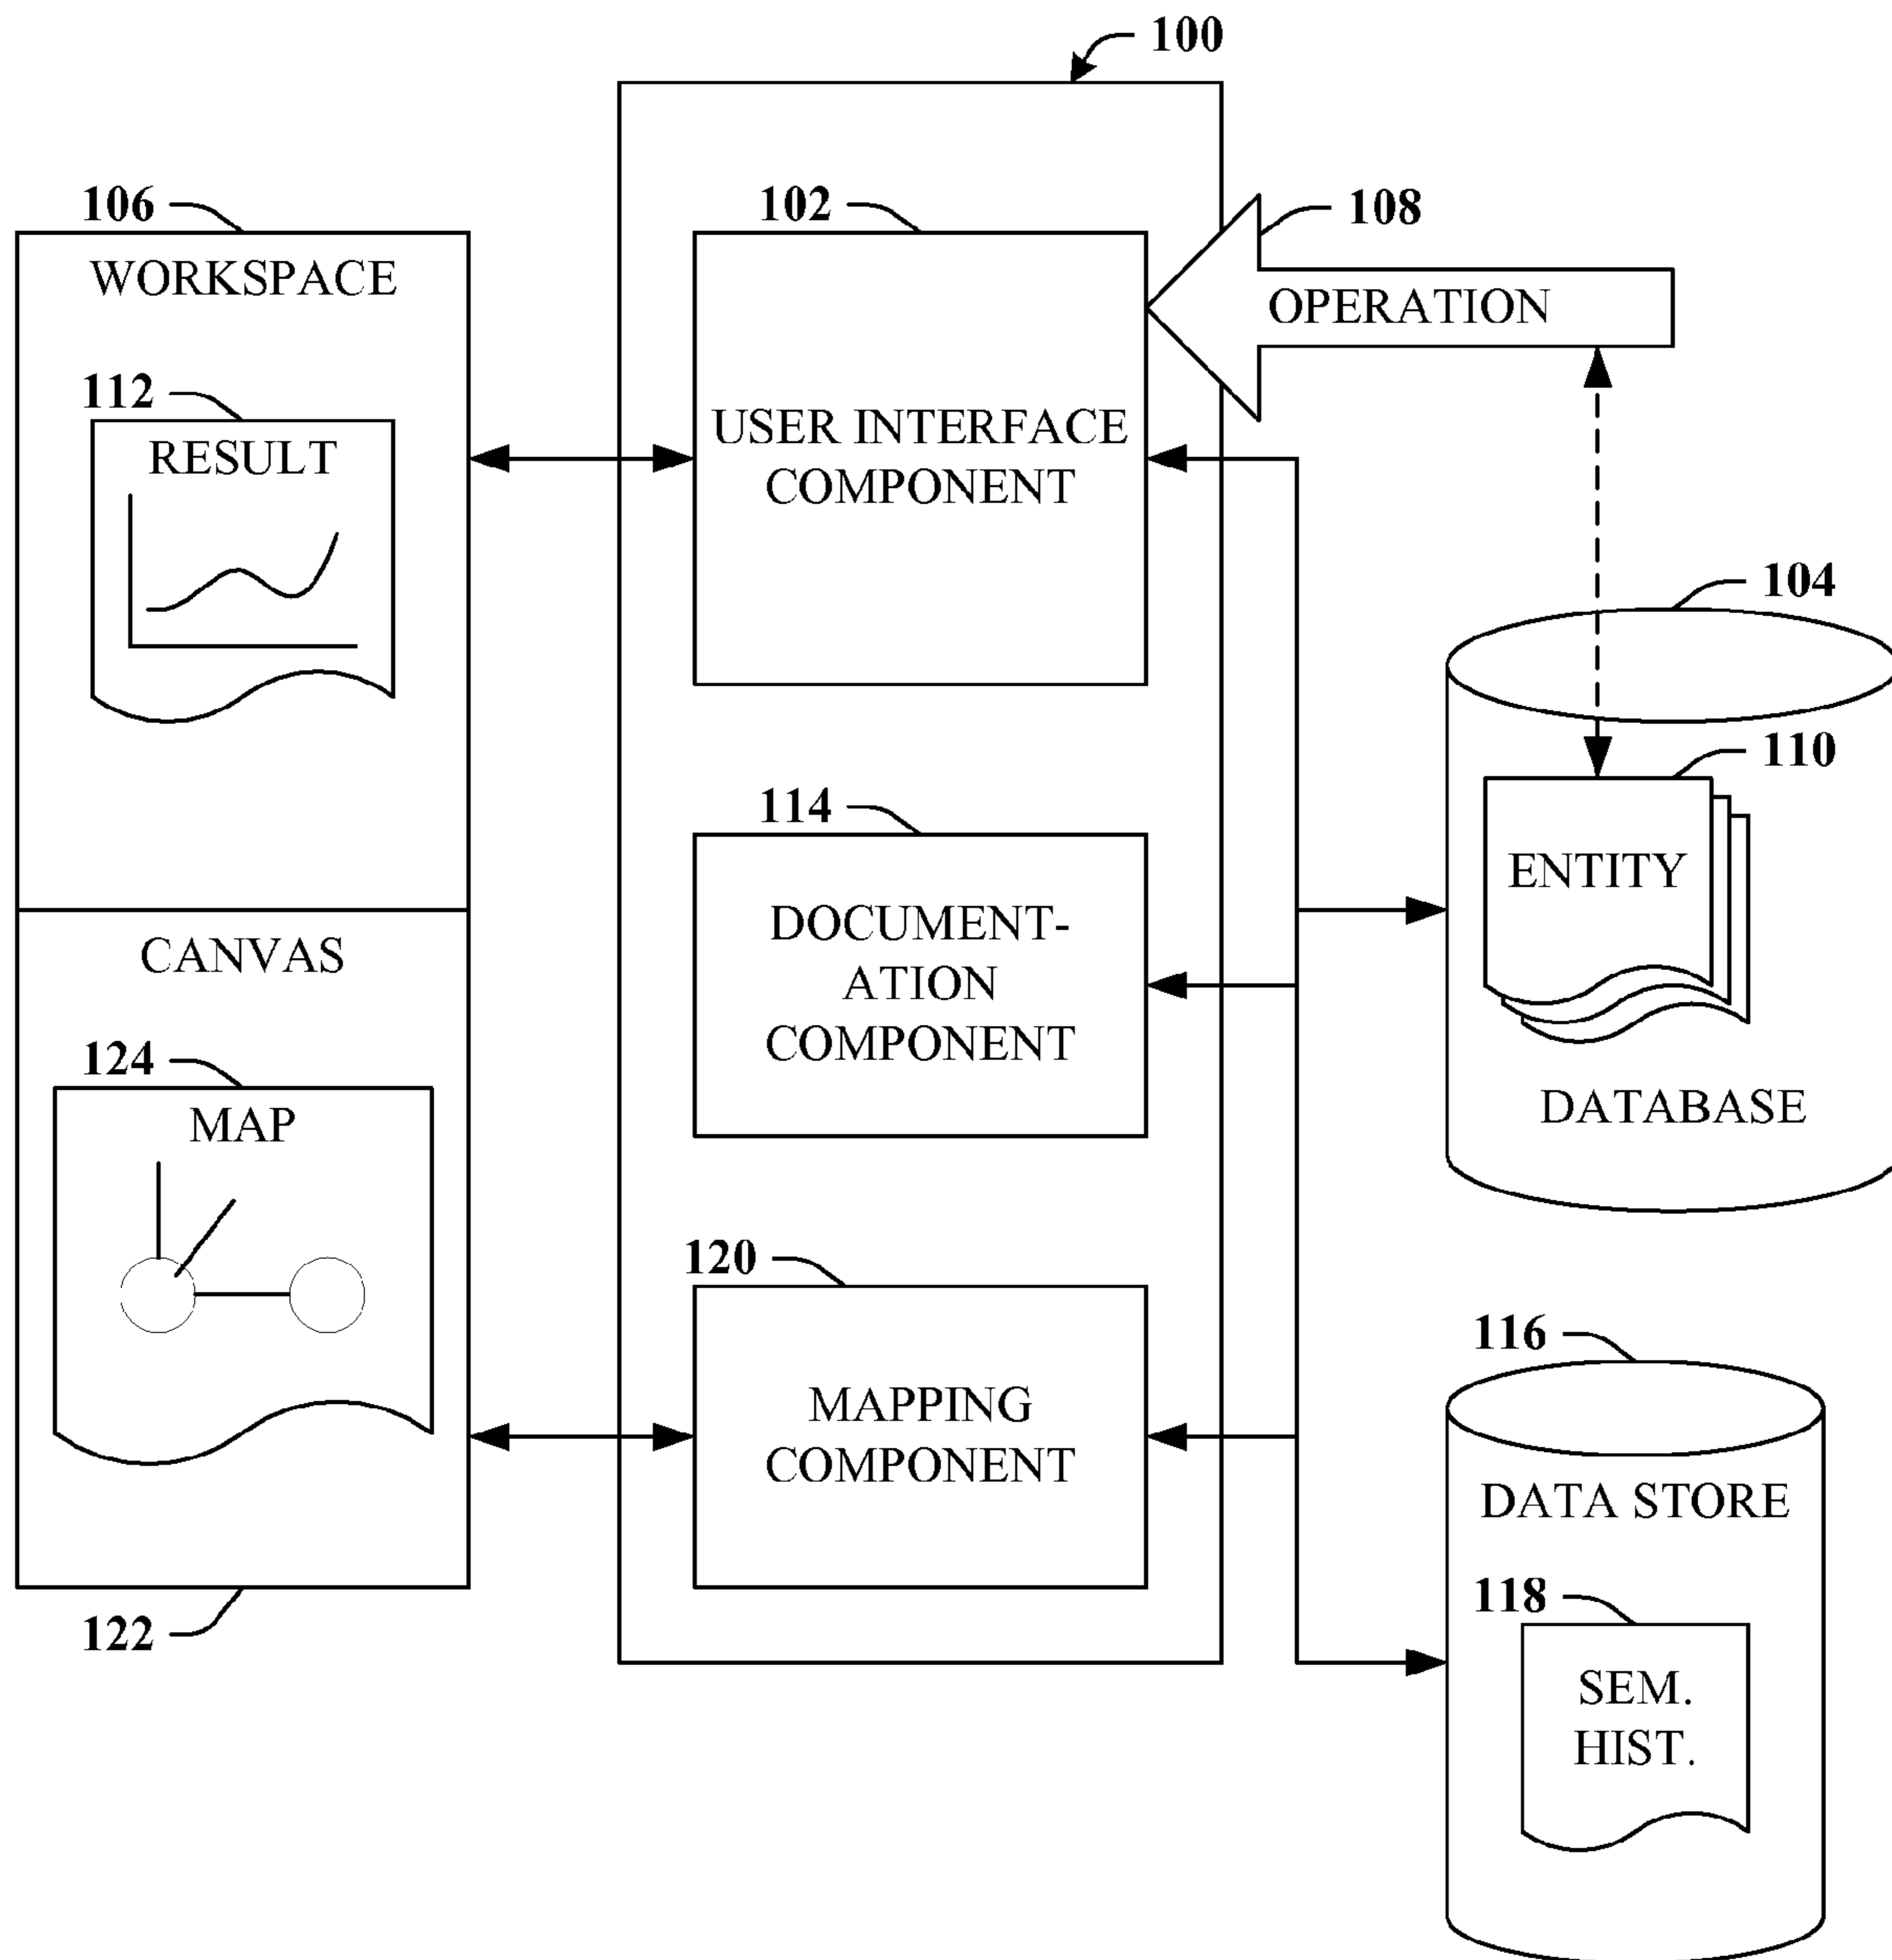 100
106
102
108
WORKSPACE
OPERATION
112
RESULT
USER INTERFACE
COMPONENT
104
110
114
ENTITY
DOCUMENT-
ATION
COMPONENT
CANVAS
124
MAP
DATABASE
120
116
MAPPING
COMPONENT
DATA STORE
118
122
SEM.
HIST.